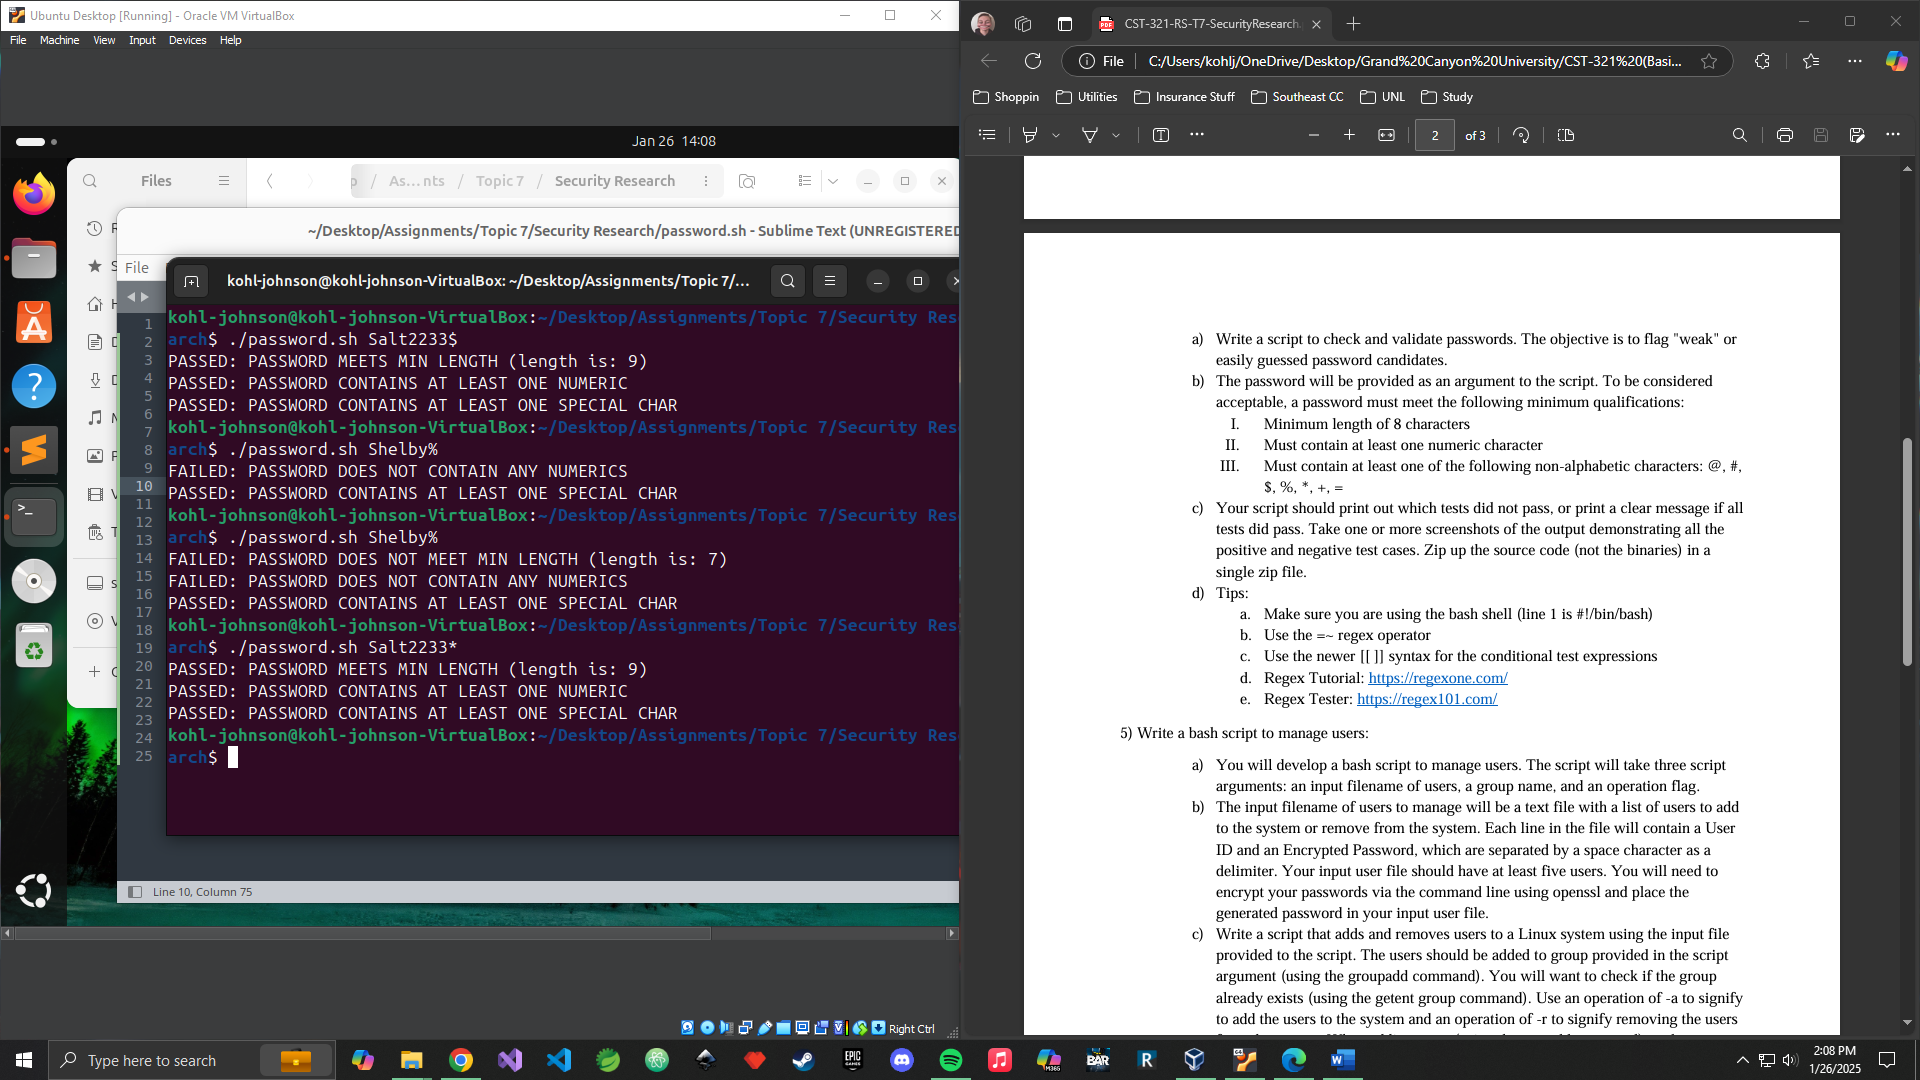 Ubuntu Desktop [Running] - Oracle VM VirtualBox
File Machine View Input Devices Help
Jan 26 14:08
Files
p / As...nts / Topic 7 / Security Research
~/Desktop/Assignments/Topic 7/Security Research/password.sh - Sublime Text (UNREGISTERED
File
kohl-johnson@kohl-johnson-VirtualBox: ~/Desktop/Assignments/Topic 7/...
1
2
3
4
5
6
7
8
9
10
11
12
13
14
15
16
17
18
19
20
21
22
23
24
25
kohl-johnson@kohl-johnson-VirtualBox:~/Desktop/Assignments/Topic 7/Security Res
arch$ ./password.sh Salt2233$
PASSED: PASSWORD MEETS MIN LENGTH (length is: 9)
PASSED: PASSWORD CONTAINS AT LEAST ONE NUMERIC
PASSED: PASSWORD CONTAINS AT LEAST ONE SPECIAL CHAR
kohl-johnson@kohl-johnson-VirtualBox:~/Desktop/Assignments/Topic 7/Security Res
arch$ ./password.sh Shelby%
FAILED: PASSWORD DOES NOT CONTAIN ANY NUMERICS
PASSED: PASSWORD CONTAINS AT LEAST ONE SPECIAL CHAR
kohl-johnson@kohl-johnson-VirtualBox:~/Desktop/Assignments/Topic 7/Security Res
arch$ ./password.sh Shelby%
FAILED: PASSWORD DOES NOT MEET MIN LENGTH (length is: 7)
FAILED: PASSWORD DOES NOT CONTAIN ANY NUMERICS
PASSED: PASSWORD CONTAINS AT LEAST ONE SPECIAL CHAR
kohl-johnson@kohl-johnson-VirtualBox:~/Desktop/Assignments/Topic 7/Security Res
arch$ ./password.sh Salt2233*
PASSED: PASSWORD MEETS MIN LENGTH (length is: 9)
PASSED: PASSWORD CONTAINS AT LEAST ONE NUMERIC
PASSED: PASSWORD CONTAINS AT LEAST ONE SPECIAL CHAR
kohl-johnson@kohl-johnson-VirtualBox:~/Desktop/Assignments/Topic 7/Security Res
arch$
Line 10, Column 75
Right Ctrl
CST-321-RS-T7-SecurityResearch
File C:/Users/kohlj/OneDrive/Desktop/Grand%20Canyon%20University/CST-321%20(Basi...
Shoppin Utilities Insurance Stuff Southeast CC UNL Study
2 of 3
a) Write a script to check and validate passwords. The objective is to flag "weak" or
easily guessed password candidates.
b) The password will be provided as an argument to the script. To be considered
acceptable, a password must meet the following minimum qualifications:
I. Minimum length of 8 characters
II. Must contain at least one numeric character
III. Must contain at least one of the following non-alphabetic characters: @, #,
$, %, *, +, =
c) Your script should print out which tests did not pass, or print a clear message if all
tests did pass. Take one or more screenshots of the output demonstrating all the
positive and negative test cases. Zip up the source code (not the binaries) in a
single zip file.
d) Tips:
a. Make sure you are using the bash shell (line 1 is #!/bin/bash)
b. Use the =~ regex operator
c. Use the newer [[ ]] syntax for the conditional test expressions
d. Regex Tutorial: https://regexone.com/
e. Regex Tester: https://regex101.com/
5) Write a bash script to manage users:
a) You will develop a bash script to manage users. The script will take three script
arguments: an input filename of users, a group name, and an operation flag.
b) The input filename of users to manage will be a text file with a list of users to add
to the system or remove from the system. Each line in the file will contain a User
ID and an Encrypted Password, which are separated by a space character as a
delimiter. Your input user file should have at least five users. You will need to
encrypt your passwords via the command line using openssl and place the
generated password in your input user file.
c) Write a script that adds and removes users to a Linux system using the input file
provided to the script. The users should be added to group provided in the script
argument (using the groupadd command). You will want to check if the group
already exists (using the getent group command). Use an operation of -a to signify
to add the users to the system and an operation of -r to signify removing the users
Type here to search
2:08 PM
1/26/2025